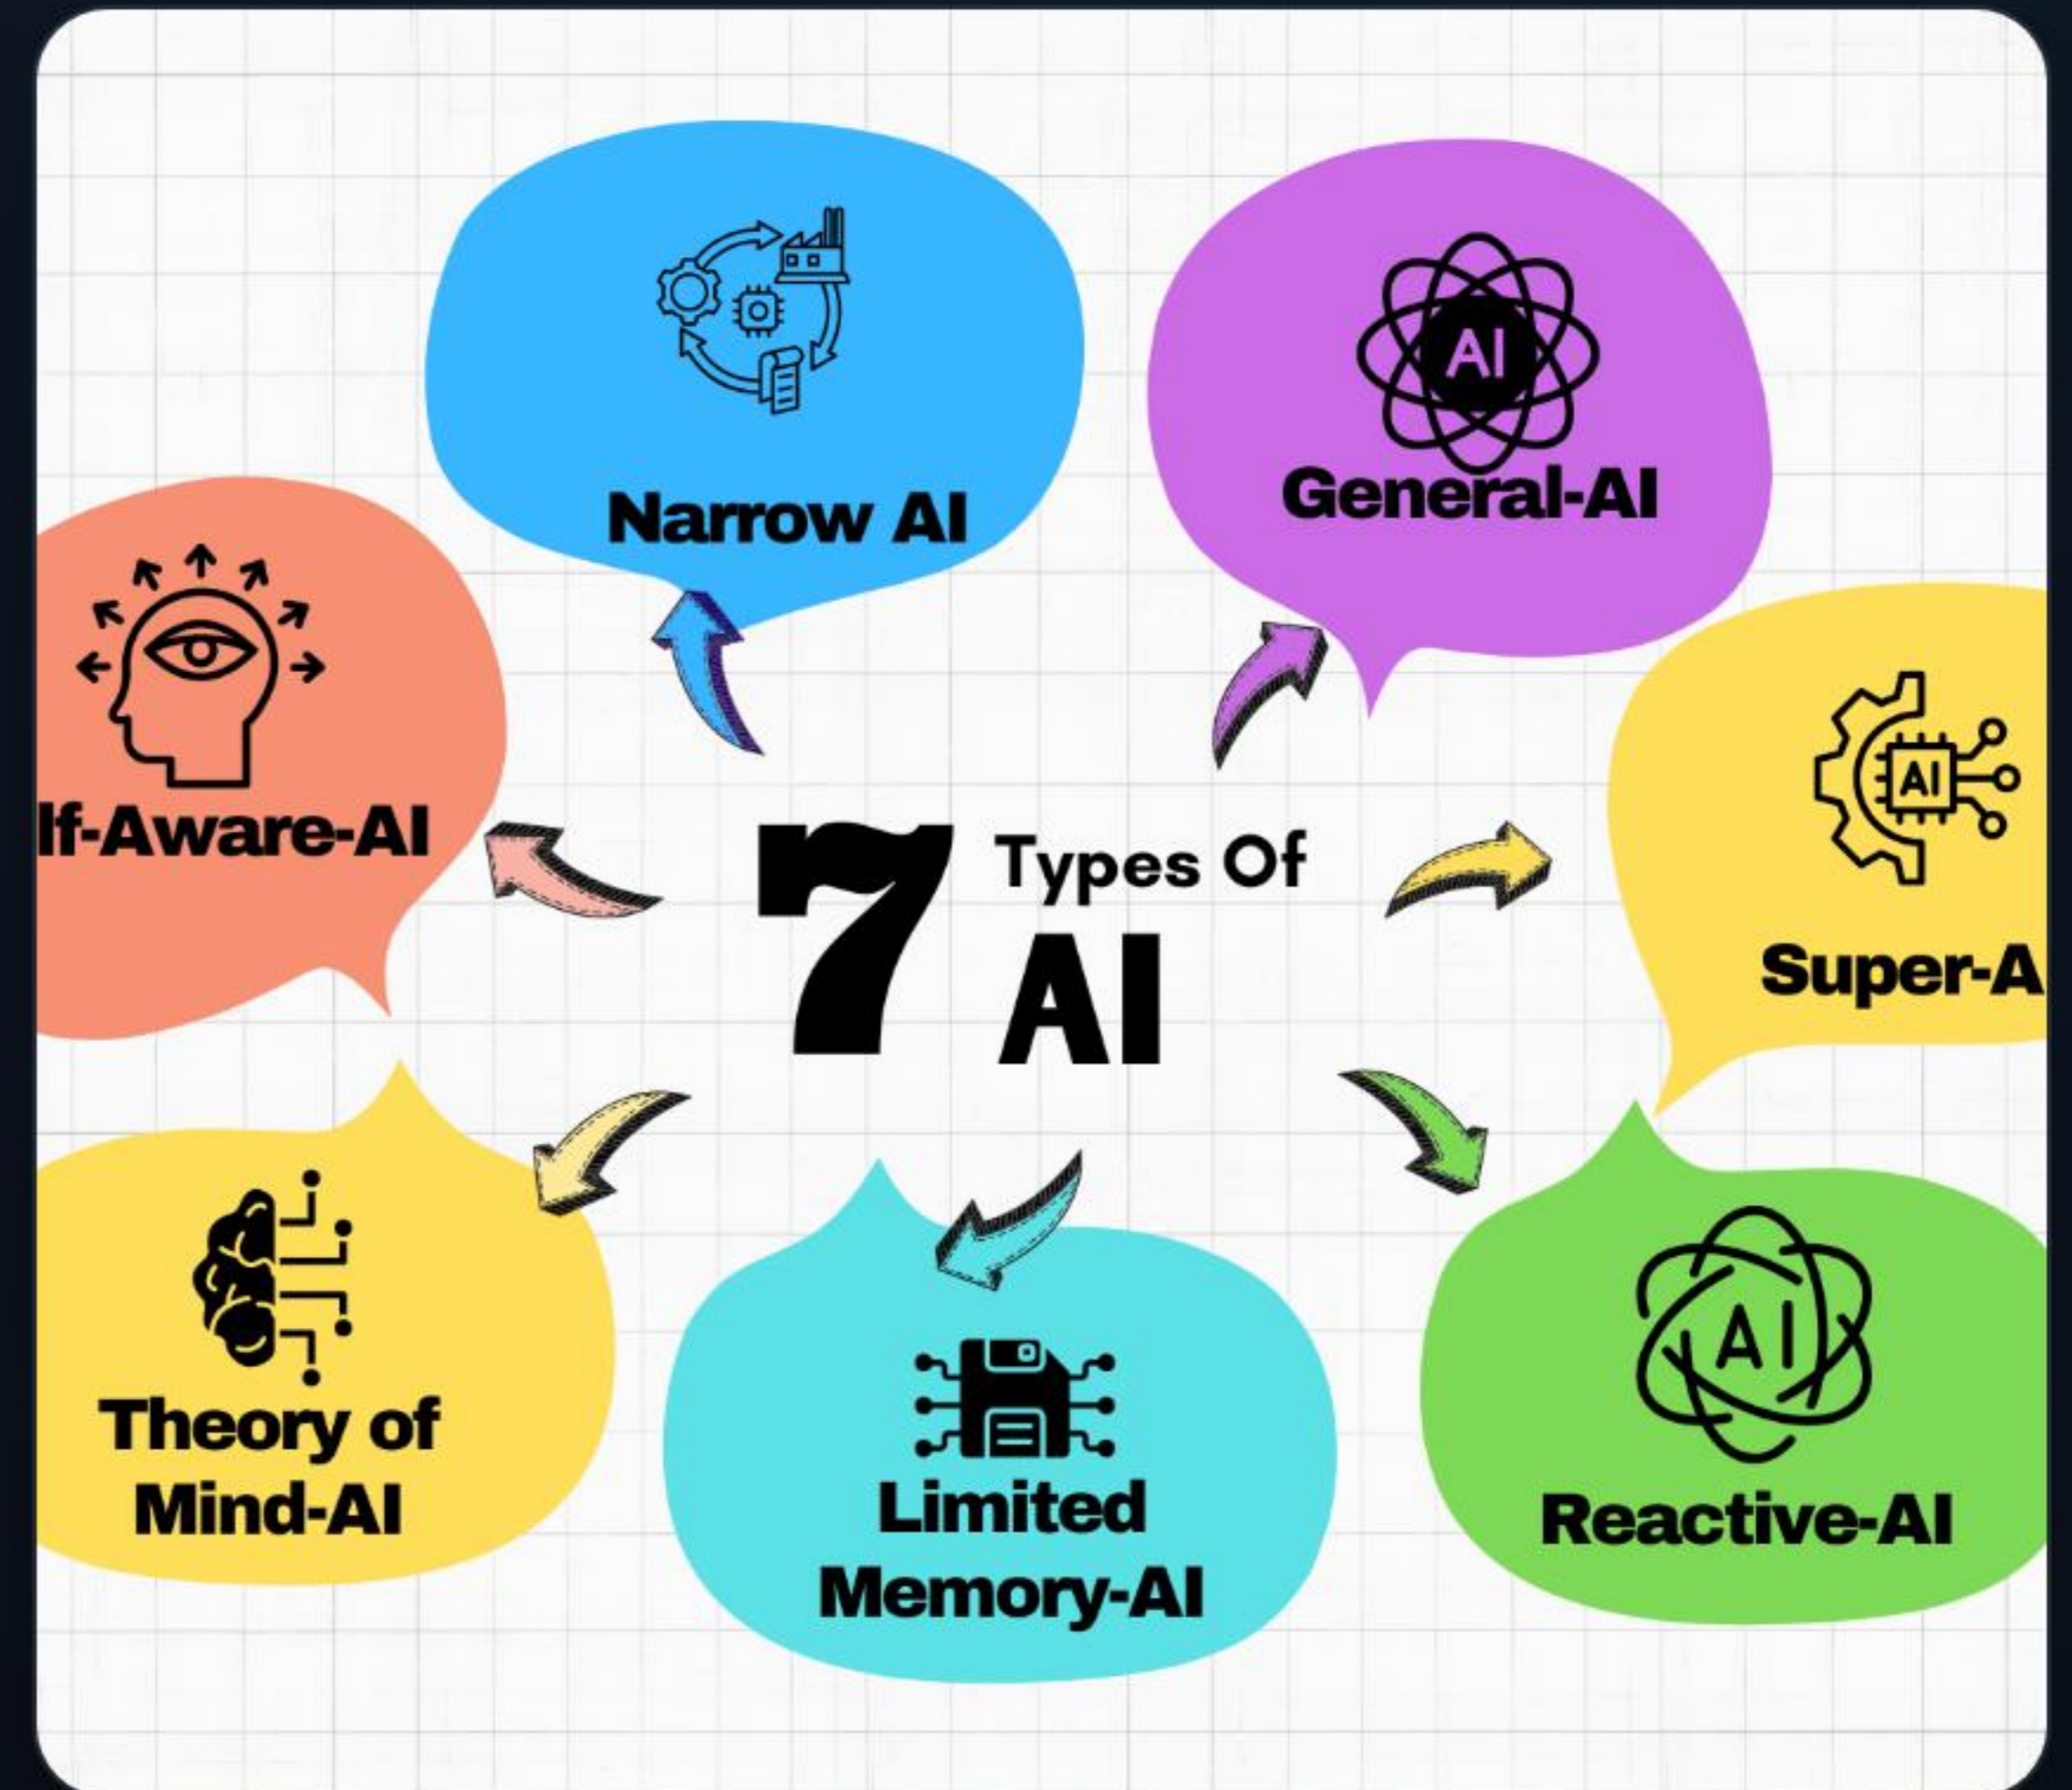 Narrow AI
AI
General-AI
lf-Aware-AI
7 Types Of
AI
AI
Super-A
Theory of
Mind-AI
Limited
Memory-AI
AI
Reactive-AI